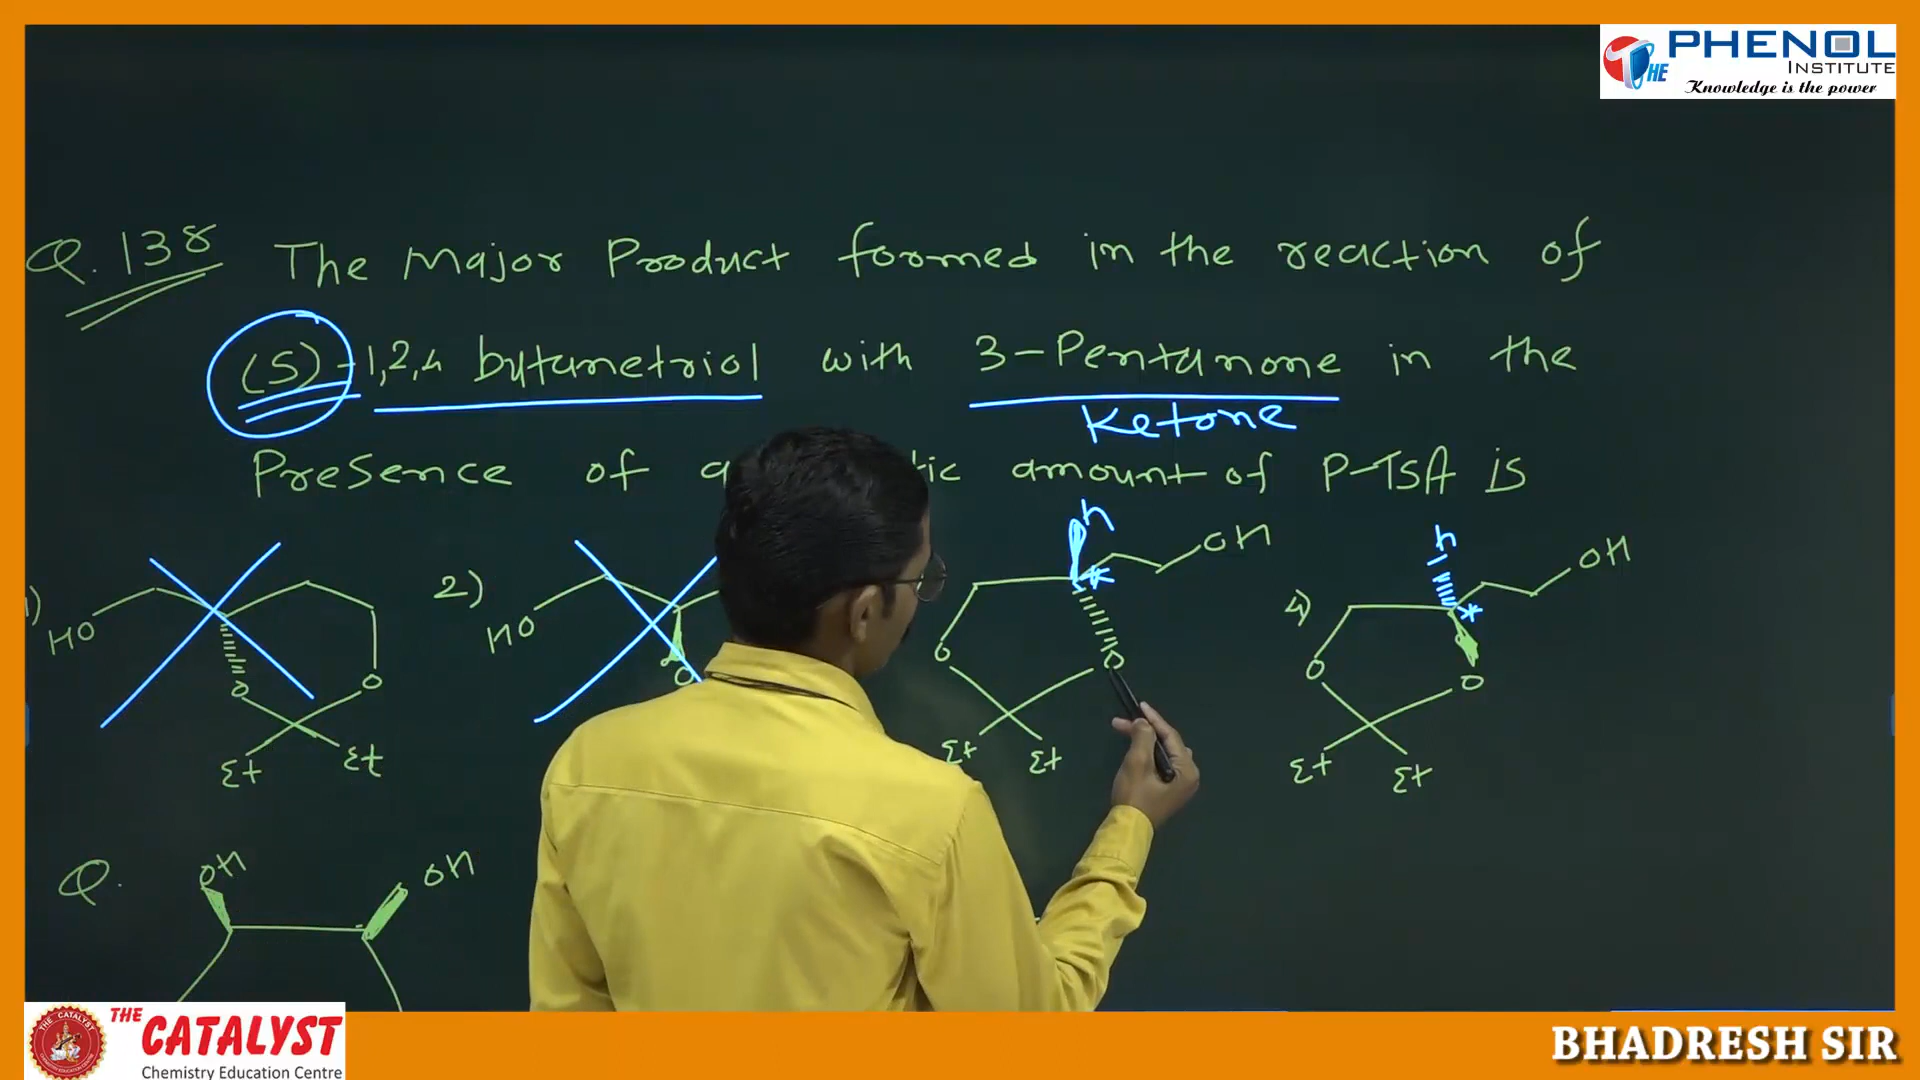 THE PHENOL
INSTITUTE
Knowledge is the power
Q.138 The Major Product formed in the reaction of
(S)-1,2,4 butanetriol with 3-Pentanone in the
Ketone
Presence of amount of P-TSA is
1) HO O O Et Et
2) HO O
h * OH O O Et Et
4) h * OH O O Et Et
Q. OH OH
THE CATALYST
Chemistry Education Centre
BHADRESH SIR